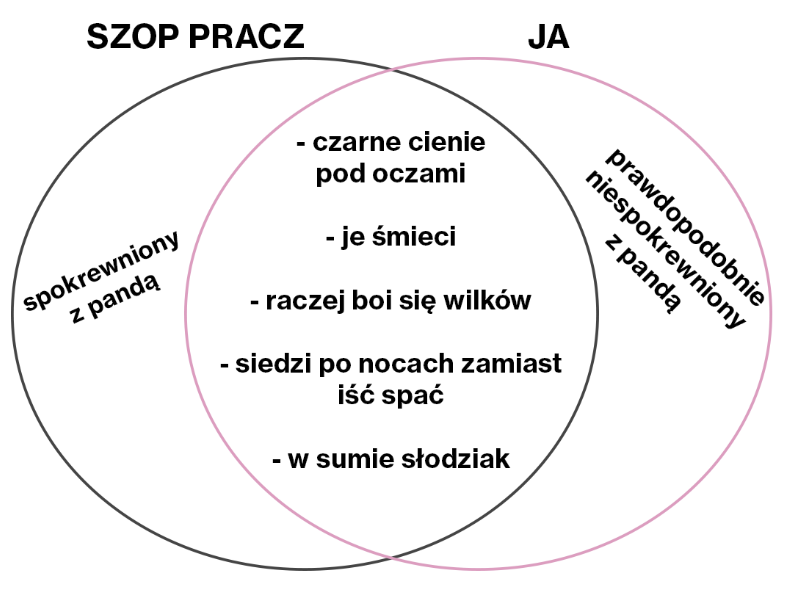 SZOP PRACZ
JA
spokrewniony
z pandą
- czarne cienie
pod oczami
- je śmieci
- raczej boi się wilków
- siedzi po nocach zamiast
iść spać
- w sumie słodziak
prawdopodobnie
niespokrewniony
z pandą